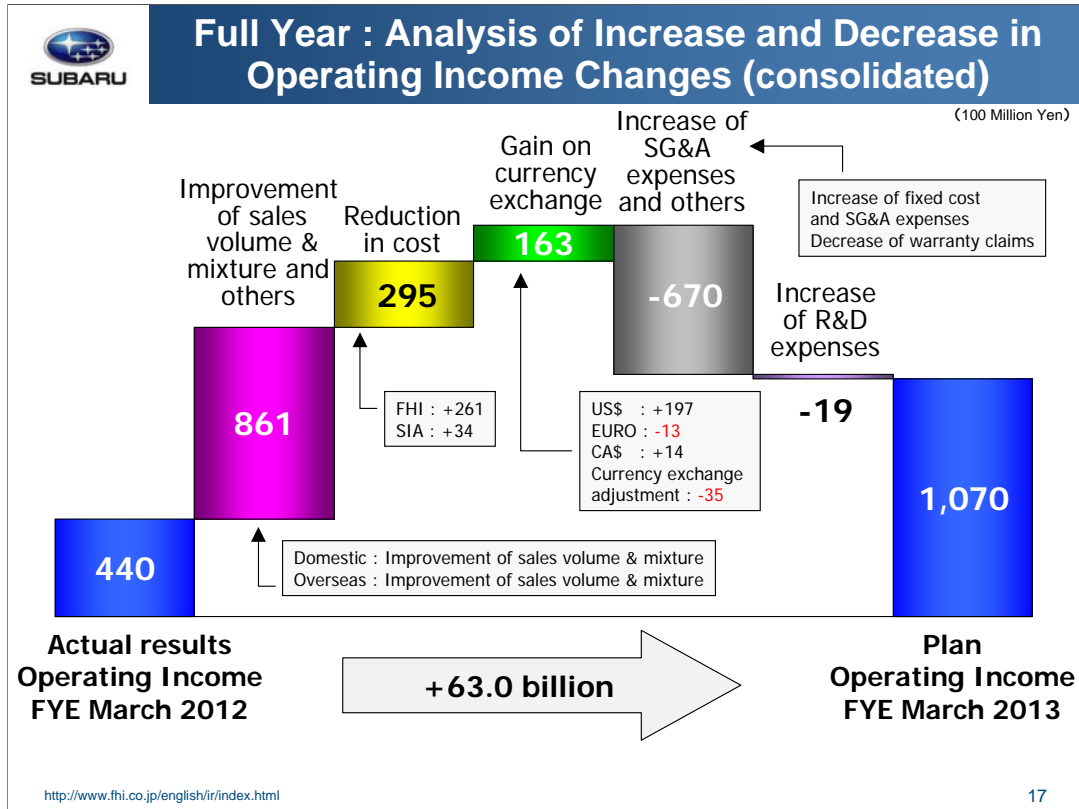 SUBARU
Full Year : Analysis of Increase and Decrease in
Operating Income Changes (consolidated)
（100 Million Yen）
Improvement
of sales
volume &
mixture and
others
Reduction
in cost
Gain on
currency
exchange
Increase of
SG&A
expenses
and others
Increase of fixed cost
and SG&A expenses
Decrease of warranty claims
Increase
of R&D
expenses
440
861
295
163
-670
-19
1,070
FHI : +261
SIA : +34
US$ : +197
EURO : -13
CA$ : +14
Currency exchange
adjustment : -35
Domestic : Improvement of sales volume & mixture
Overseas : Improvement of sales volume & mixture
Actual results
Operating Income
FYE March 2012
+63.0 billion
Plan
Operating Income
FYE March 2013
http://www.fhi.co.jp/english/ir/index.html
17